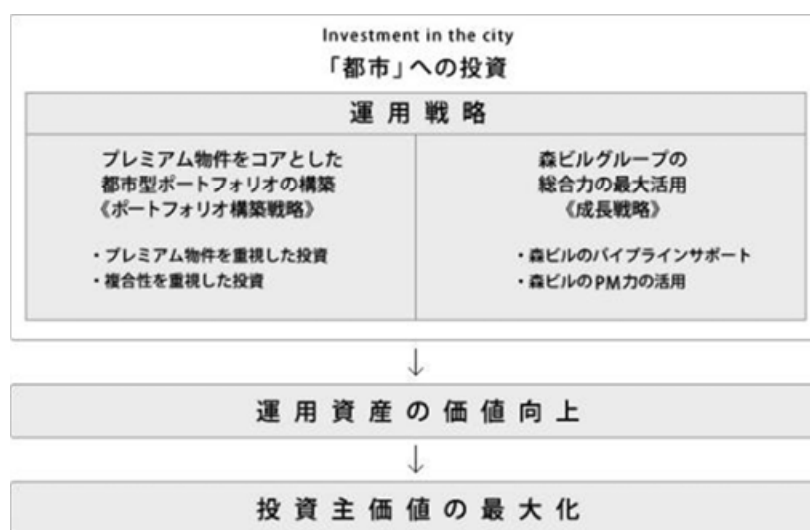 Investment in the city
「都市」への投資
運用戦略
プレミアム物件をコアとした
都市型ポートフォリオの構築
《ポートフォリオ構築戦略》
・プレミアム物件を重視した投資
・複合性を重視した投資
森ビルグループの
総合力の最大活用
《成長戦略》
・森ビルのパイプラインサポート
・森ビルのPM力の活用
↓
運用資産の価値向上
↓
投資主価値の最大化